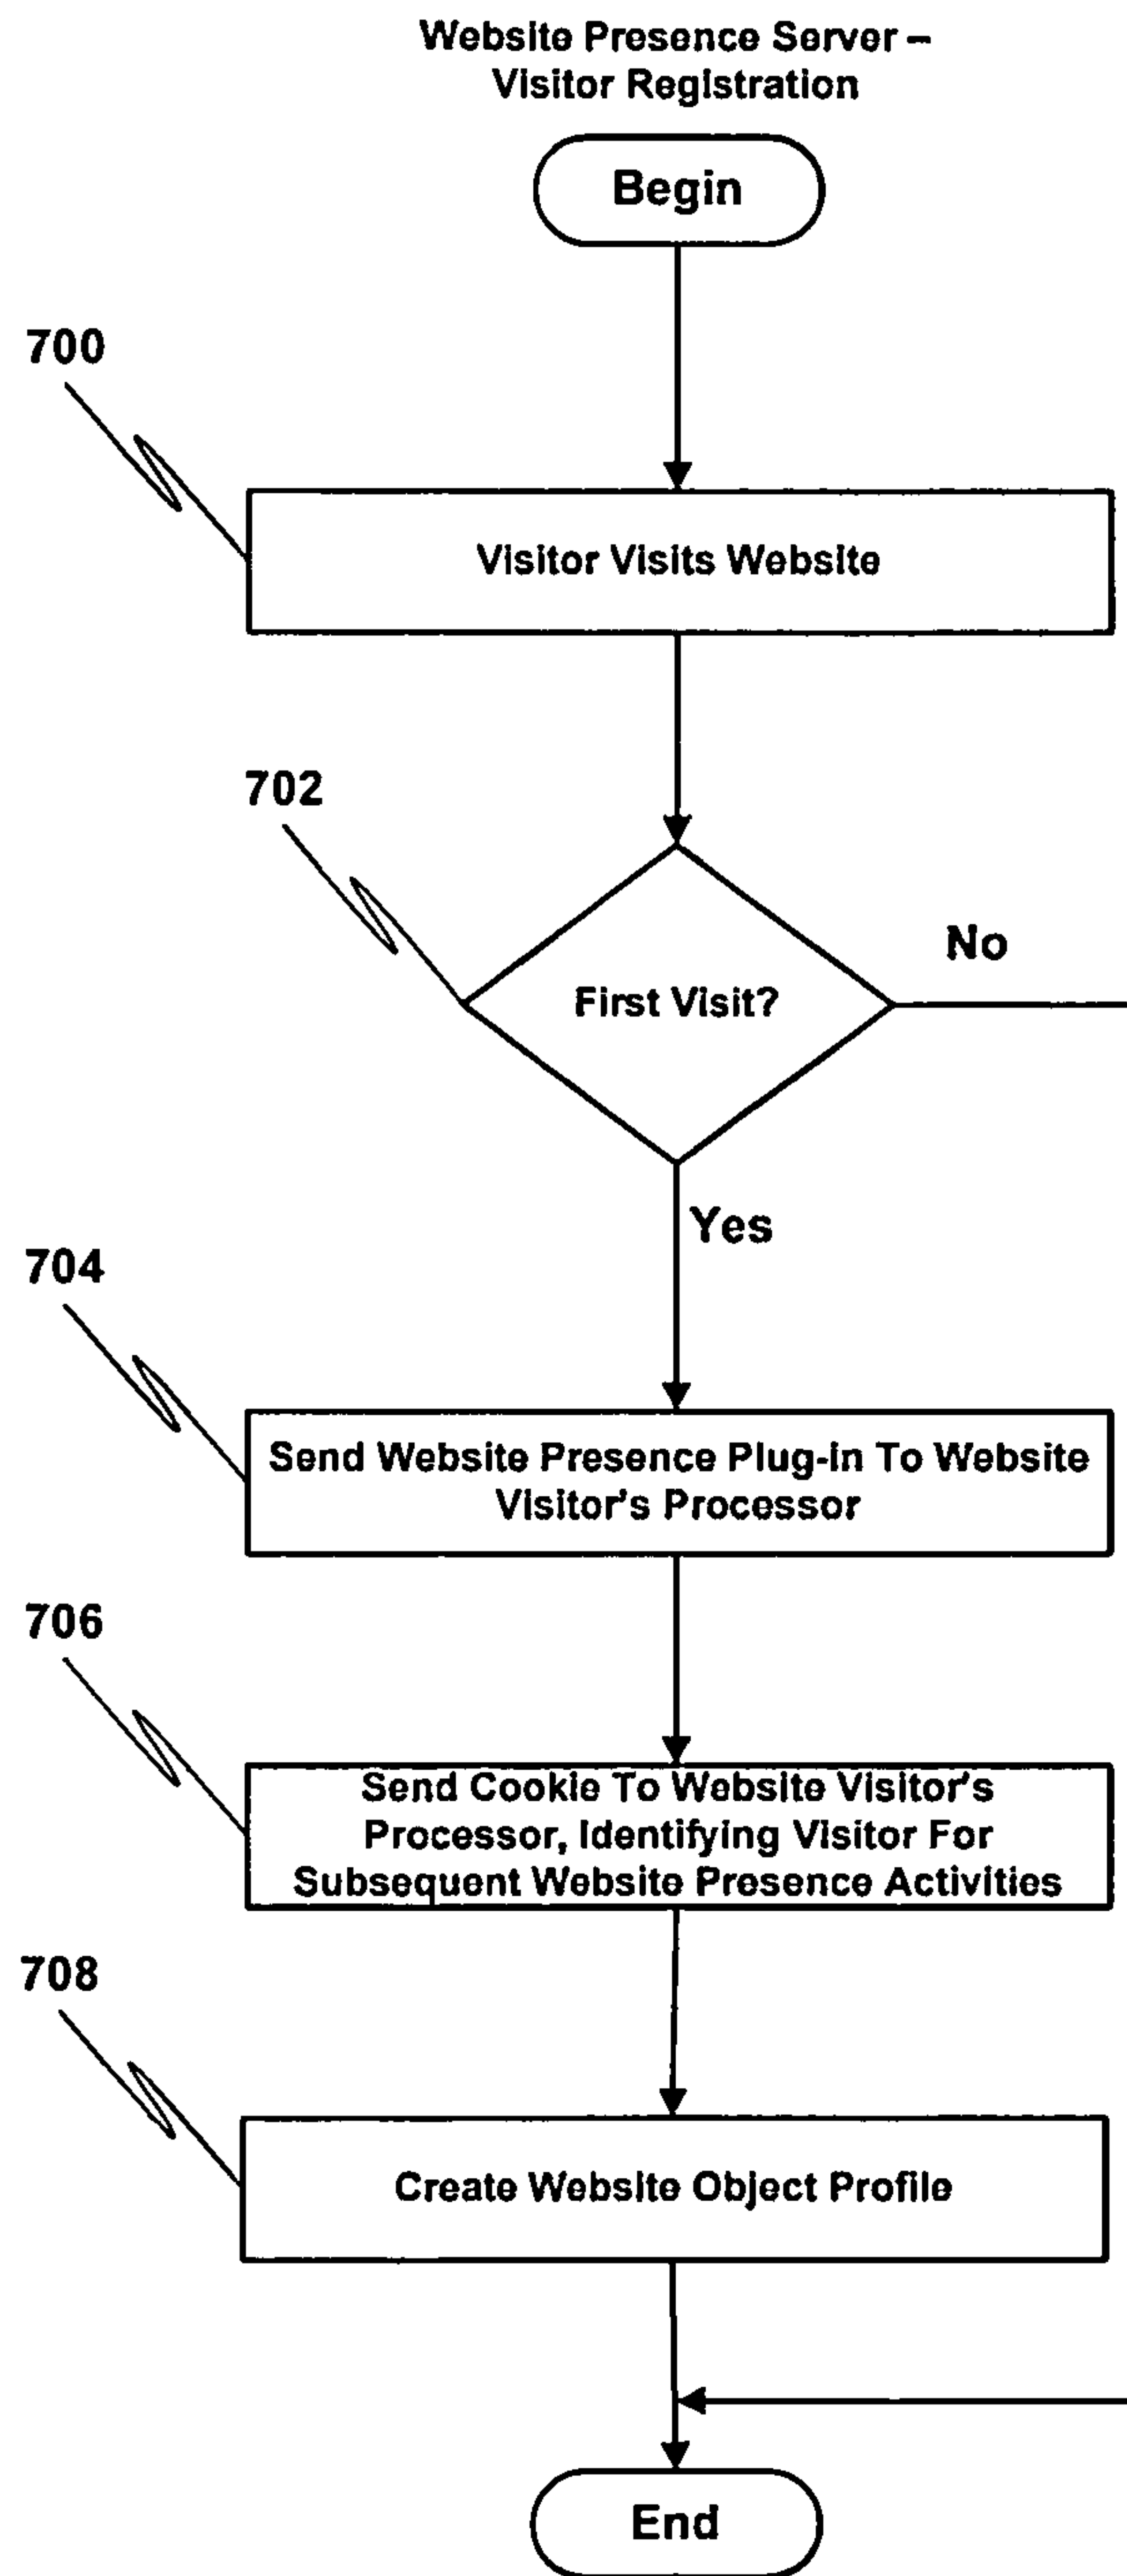 Website Presence Server –
Visitor Registration
Begin
700
Visitor Visits Website
702
First Visit?
No
Yes
704
Send Website Presence Plug-In To Website
Visitor's Processor
706
Send Cookie To Website Visitor's
Processor, Identifying Visitor For
Subsequent Website Presence Activities
708
Create Website Object Profile
End